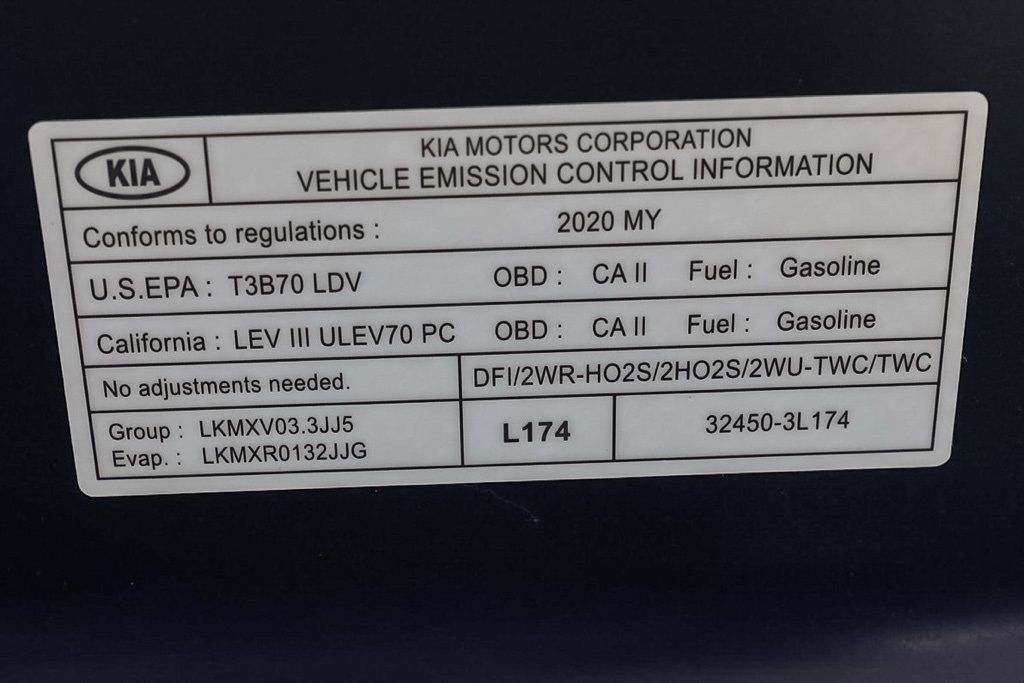 KIA
KIA MOTORS CORPORATION
VEHICLE EMISSION CONTROL INFORMATION
Conforms to regulations : 2020 MY
U.S.EPA : T3B70 LDV OBD : CA II Fuel : Gasoline
California : LEV III ULEV70 PC OBD : CA II Fuel : Gasoline
No adjustments needed. DFI/2WR-HO2S/2HO2S/2WU-TWC/TWC
Group : LKMXV03.3JJ5
Evap. : LKMXR0132JJG
L174
32450-3L174